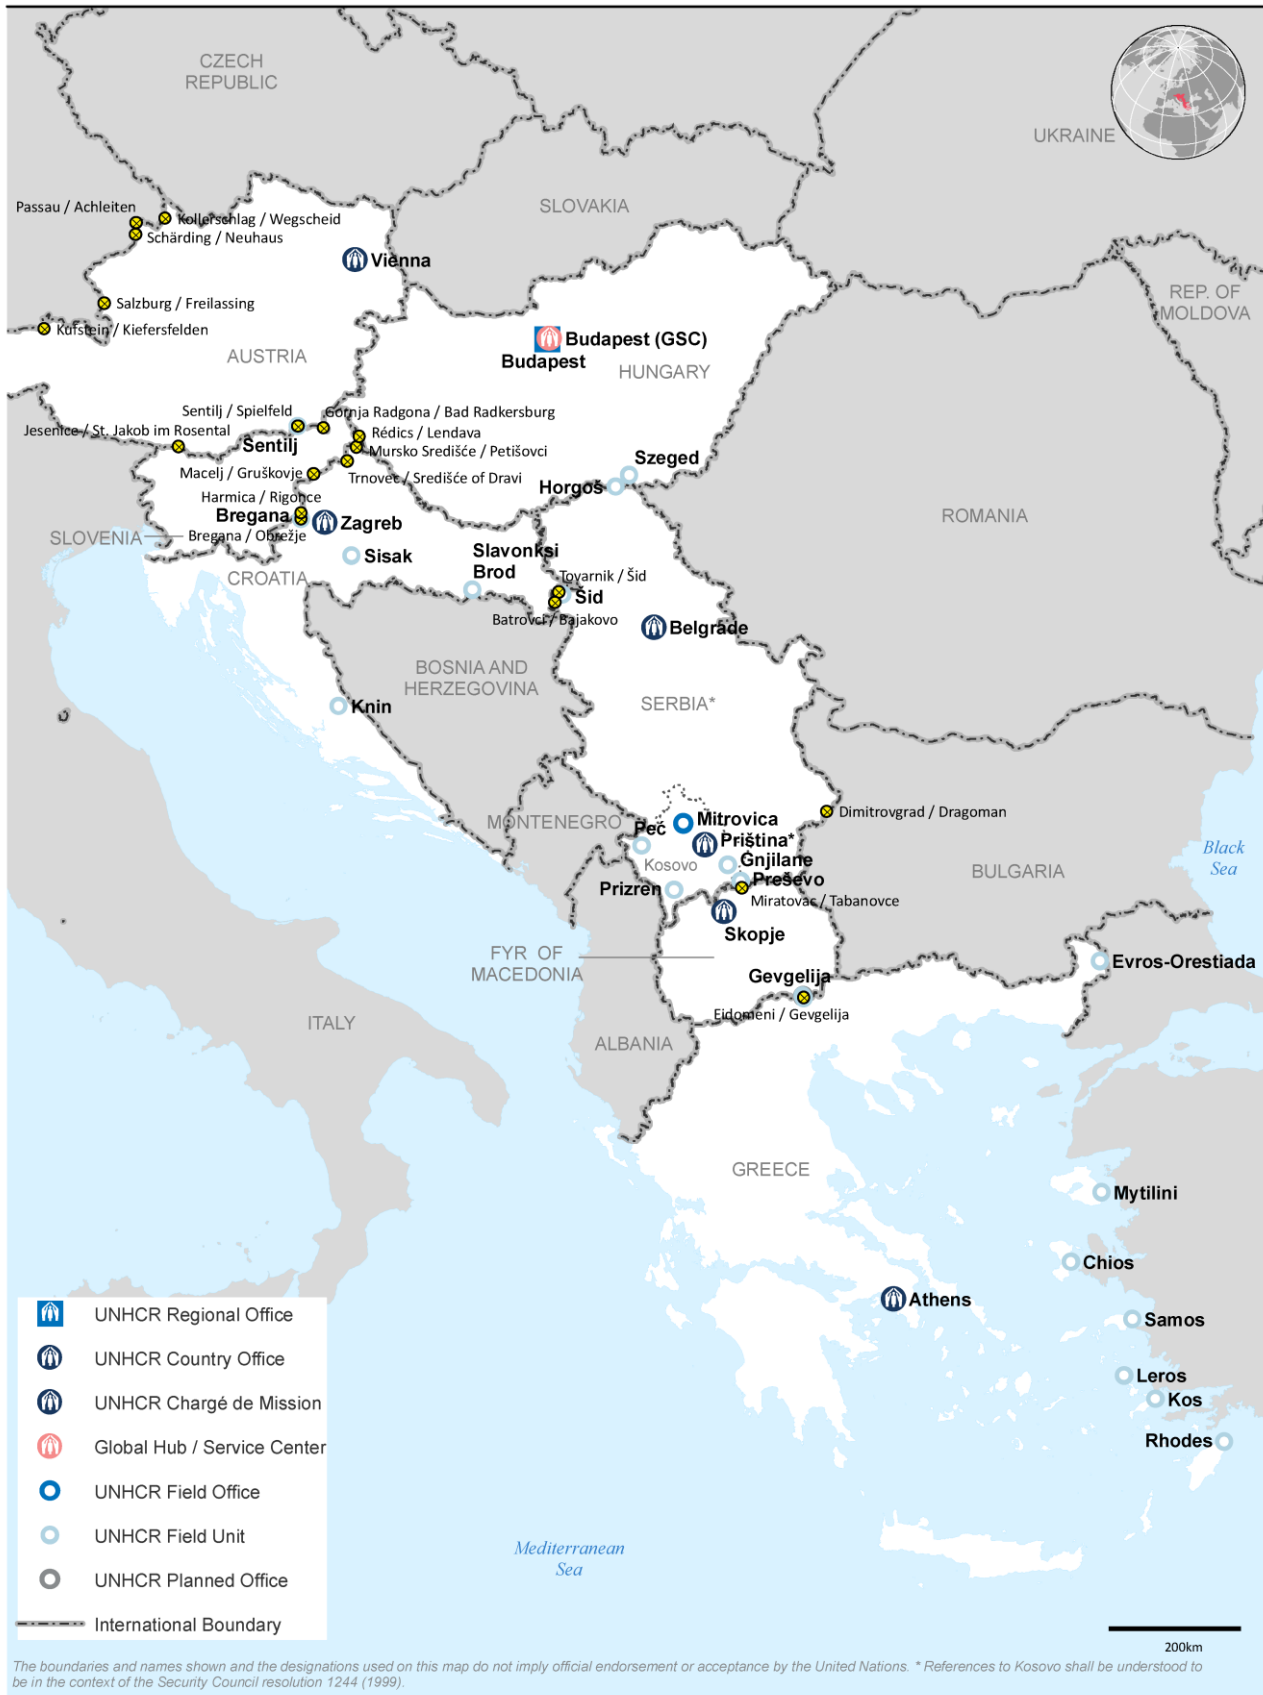 CZECH
REPUBLIC
UKRAINE
SLOVAKIA
Passau / Achleiten
Kollerschlag / Wegscheid
Schärding / Neuhaus
Vienna
REP. OF
MOLDOVA
Salzburg / Freilassing
Kufstein / Kiefersfelden
AUSTRIA
Budapest (GSC)
Budapest
HUNGARY
Sentilj / Spielfeld
Gornja Radgona / Bad Radkersburg
Jesenice / St. Jakob im Rosental
Sentilj
Rédics / Lendava
Mursko Središće / Petišovci
Macelj / Gruškovje
Trnovec / Središće of Dravi
Szeged
Horgoš
Harmica / Rigonce
Bregana
Zagreb
ROMANIA
SLOVENIA
Bregana / Obrežje
Sisak
Slavonksi
Brod
CROATIA
Tovarnik / Šid
Šid
Batrovci / Bajakovo
Belgrade
BOSNIA AND
HERZEGOVINA
SERBIA*
Knin
MONTENEGRO
Mitrovica
Dimitrovgrad / Dragoman
Peć
Priština*
Kosovo
Gnjilane
Black
Sea
BULGARIA
Prizren
Preševo
Miratovac / Tabanovce
Skopje
FYR OF
MACEDONIA
Evros-Orestiada
Gevgelija
Eidomeni / Gevgelija
ITALY
ALBANIA
GREECE
Mytilini
Chios
Athens
Samos
Leros
Kos
Rhodes
UNHCR Regional Office
UNHCR Country Office
UNHCR Chargé de Mission
Global Hub / Service Center
UNHCR Field Office
UNHCR Field Unit
UNHCR Planned Office
International Boundary
Mediterranean
Sea
200km
The boundaries and names shown and the designations used on this map do not imply official endorsement or acceptance by the United Nations. * References to Kosovo shall be understood to
be in the context of the Security Council resolution 1244 (1999).